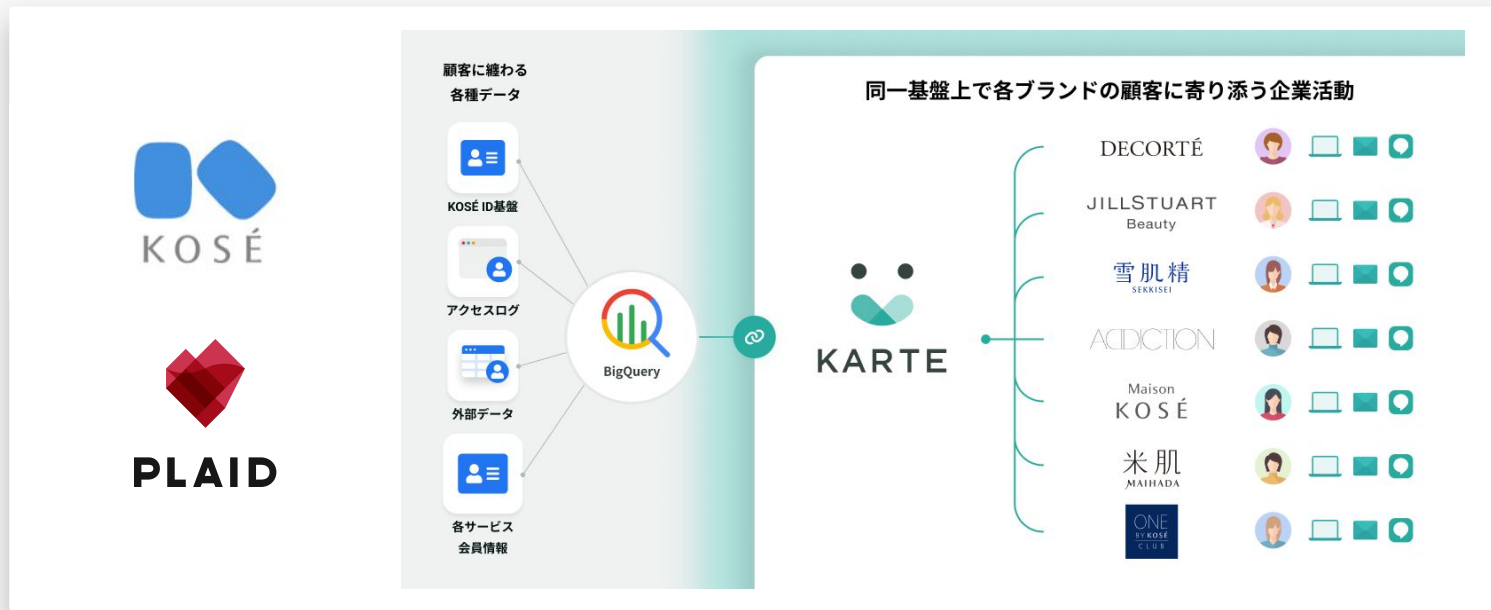 KOSÉ
PLAID
顧客に纏わる
各種データ
KOSÉ ID基盤
アクセスログ
外部データ
各サービス
会員情報
BigQuery
同一基盤上で各ブランドの顧客に寄り添う企業活動
KARTE
DECORTÉ
JILLSTUART
Beauty
雪肌精
SEKKISEI
ADDICTION
Maison
KOSÉ
米肌
MAIHADA
ONE
BY KOSÉ
CLUB